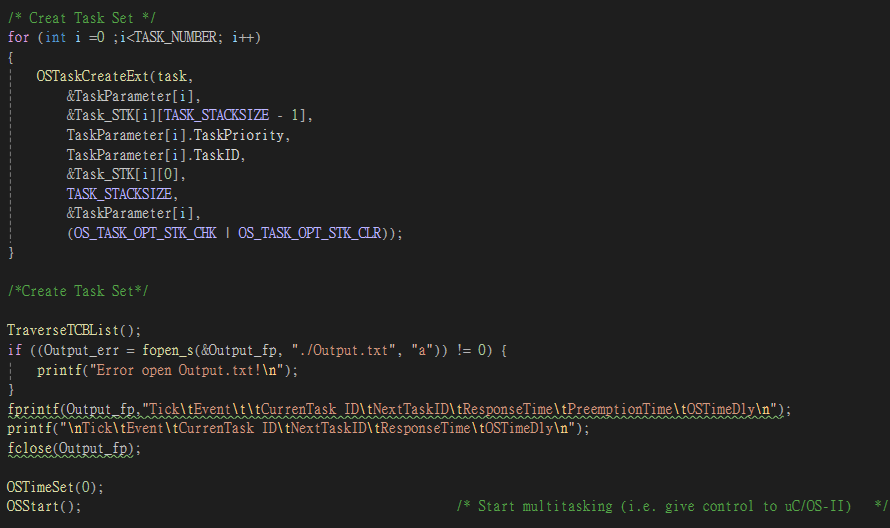 /* Creat Task Set */
for (int i =0 ;i<TASK_NUMBER; i++)
{
OSTaskCreateExt(task,
&TaskParameter[i],
&Task_STK[i][TASK_STACKSIZE - 1],
TaskParameter[i].TaskPriority,
TaskParameter[i].TaskID,
&Task_STK[i][0],
TASK_STACKSIZE,
&TaskParameter[i],
(OS_TASK_OPT_STK_CHK | OS_TASK_OPT_STK_CLR));
}
/*Create Task Set*/
TraverseTCBList();
if ((Output_err = fopen_s(&Output_fp, "./Output.txt", "a")) != 0) {
printf("Error open Output.txt!\n");
}
fprintf(Output_fp,"Tick\tEvent\t\tCurrenTask ID\tNextTaskID\tResponseTime\tPreemptionTime\tOSTimeDly\n");
printf("\nTick\tEvent\tCurrenTask ID\tNextTaskID\tResponseTime\tOSTimeDly\n");
fclose(Output_fp);
OSTimeSet(0);
OSStart(); /* Start multitasking (i.e. give control to uC/OS-II) */